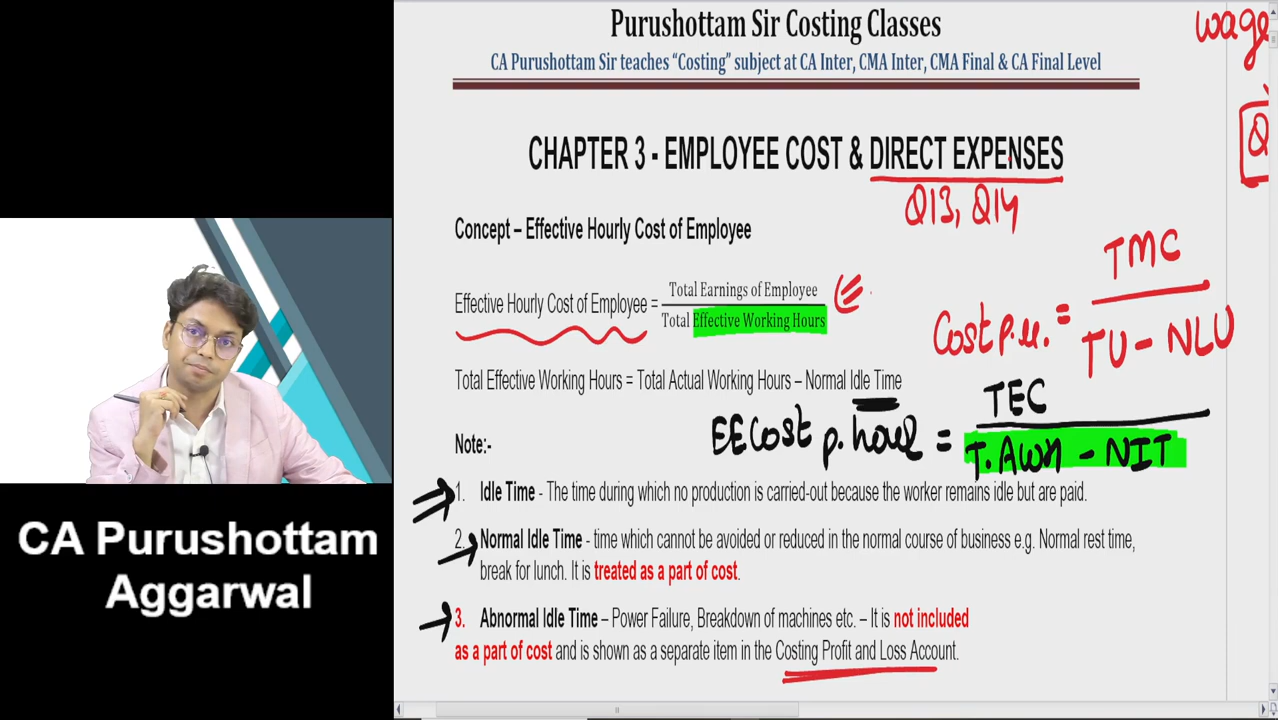 Purushottam Sir Costing Classes
CA Purushottam Sir teaches “Costing” subject at CA Inter, CMA Inter, CMA Final & CA Final Level
wage
Q
CHAPTER 3 - EMPLOYEE COST & DIRECT EXPENSES
Q13, Q14
Concept – Effective Hourly Cost of Employee
Effective Hourly Cost of Employee = Total Earnings of Employee
Total Effective Working Hours
Cost p.u. = TMC
TU - NLU
Total Effective Working Hours = Total Actual Working Hours – Normal Idle Time
EE Cost p. hour = TEC
T. AWH - NIT
Note:-
1. Idle Time - The time during which no production is carried-out because the worker remains idle but are paid.
2. Normal Idle Time - time which cannot be avoided or reduced in the normal course of business e.g. Normal rest time,
break for lunch. It is treated as a part of cost.
3. Abnormal Idle Time – Power Failure, Breakdown of machines etc. – It is not included
as a part of cost and is shown as a separate item in the Costing Profit and Loss Account.
CA Purushottam
Aggarwal